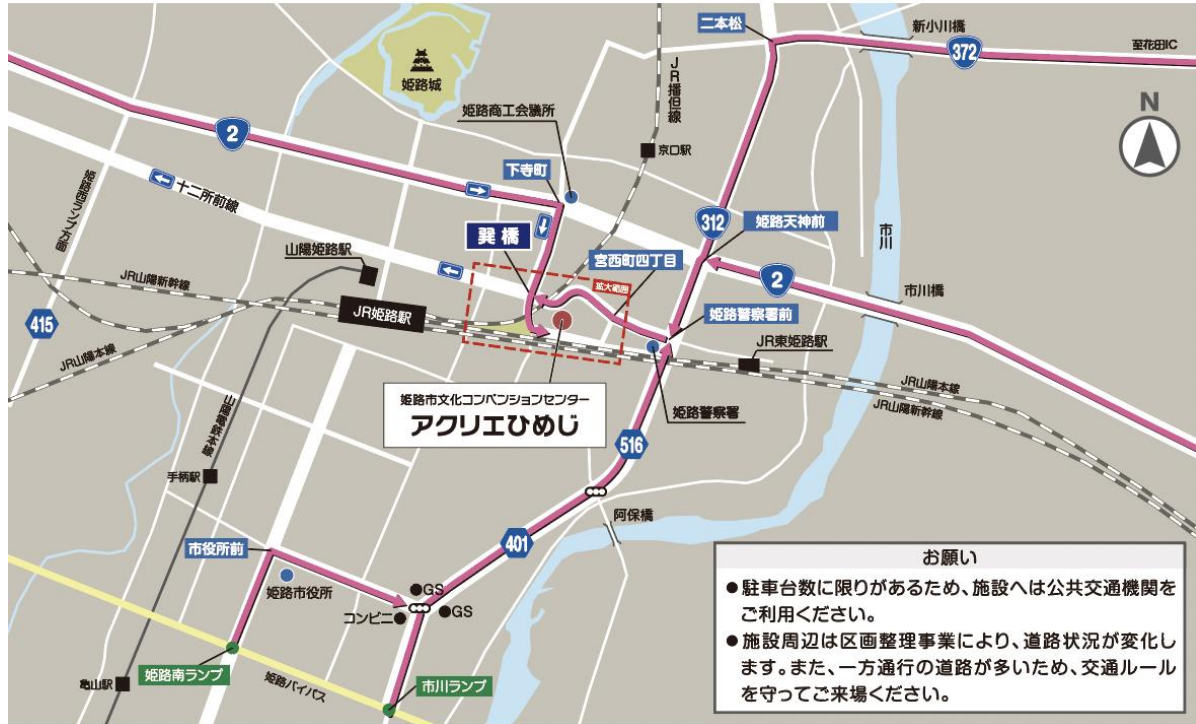 二本松
新小川橋
372
至花田IC
姫路城
JR播但線
姫路商工会議所
2
京口駅
下寺町
十二所前線
姫路西ランプ方面
312
姫路天神前
巽橋
宮西町四丁目
市川
山陽姫路駅
拡大範囲
2
市川橋
JR山陽新幹線
JR姫路駅
415
姫路警察署前
JR東姫路駅
JR山陽本線
JR山陽本線
JR山陽新幹線
姫路市文化コンベンションセンター
アクリエひめじ
姫路警察署
山陽電鉄本線
516
手柄駅
阿保橋
401
市役所前
姫路市役所
GS
コンビニ
GS
姫路南ランプ
姫路バイパス
亀山駅
市川ランプ
N
お願い
●駐車台数に限りがあるため、施設へは公共交通機関を
ご利用ください。
●施設周辺は区画整理事業により、道路状況が変化し
ます。また、一方通行の道路が多いため、交通ルール
を守ってご来場ください。